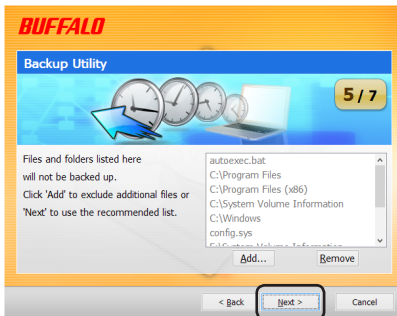 BUFFALO
Backup Utility
5 / 7
Files and folders listed here
will not be backed up.
Click 'Add' to exclude additional files or
'Next' to use the recommended list.
autoexec.bat
C:\Program Files
C:\Program Files (x86)
C:\System Volume Information
C:\Windows
config.sys
Add...
Remove
< Back
Next >
Cancel